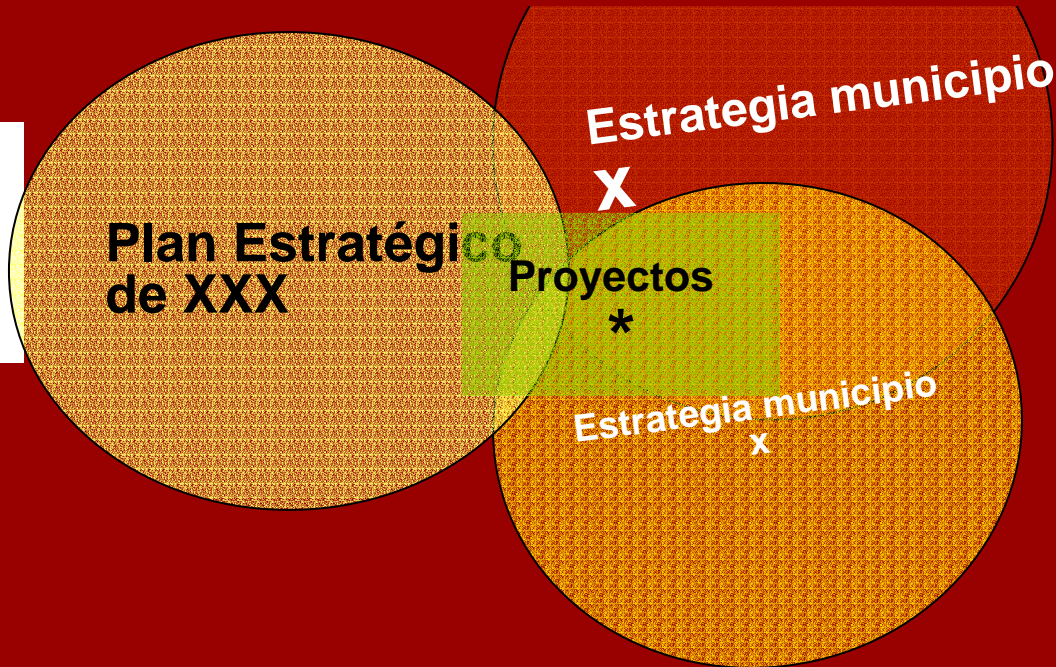 Estrategia municipio
x
Plan Estratégico
de XXX
Proyectos
*
Estrategia municipio
x